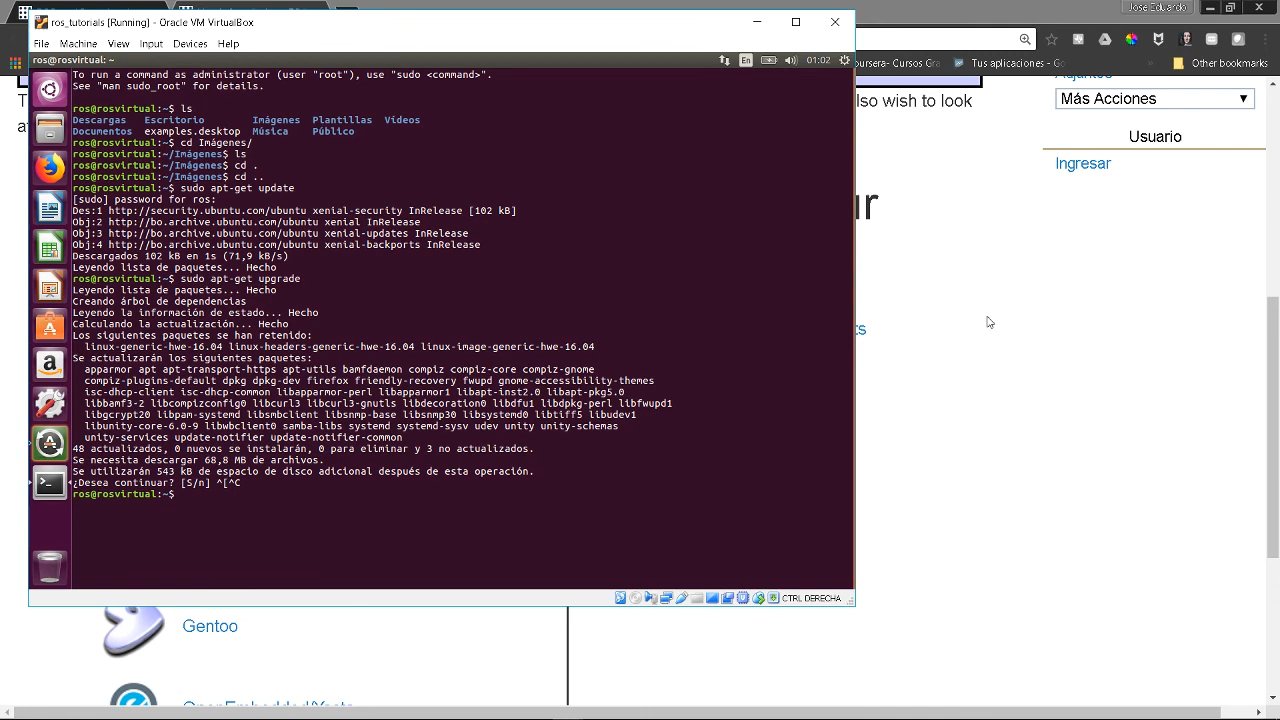 Jose Eduardo
ros_tutorials [Running] - Oracle VM VirtualBox
File Machine View Input Devices Help
ros@rosvirtual: ~
En
01:02
To run a command as administrator (user "root"), use "sudo <command>".
See "man sudo_root" for details.
ros@rosvirtual:~$ ls
Descargas Escritorio Imágenes Plantillas Vídeos
Documentos examples.desktop Música Público
ros@rosvirtual:~$ cd Imágenes/
ros@rosvirtual:~/Imágenes$ ls
ros@rosvirtual:~/Imágenes$ cd .
ros@rosvirtual:~/Imágenes$ cd ..
ros@rosvirtual:~$ sudo apt-get update
[sudo] password for ros:
Des:1 http://security.ubuntu.com/ubuntu xenial-security InRelease [102 kB]
Obj:2 http://bo.archive.ubuntu.com/ubuntu xenial InRelease
Obj:3 http://bo.archive.ubuntu.com/ubuntu xenial-updates InRelease
Obj:4 http://bo.archive.ubuntu.com/ubuntu xenial-backports InRelease
Descargados 102 kB en 1s (71,9 kB/s)
Leyendo lista de paquetes... Hecho
ros@rosvirtual:~$ sudo apt-get upgrade
Leyendo lista de paquetes... Hecho
Creando árbol de dependencias
Leyendo la información de estado... Hecho
Calculando la actualización... Hecho
Los siguientes paquetes se han retenido:
linux-generic-hwe-16.04 linux-headers-generic-hwe-16.04 linux-image-generic-hwe-16.04
Se actualizarán los siguientes paquetes:
apparmor apt apt-transport-https apt-utils bamfdaemon compiz compiz-core compiz-gnome
compiz-plugins-default dpkg dpkg-dev firefox friendly-recovery fwupd gnome-accessibility-themes
isc-dhcp-client isc-dhcp-common libapparmor-perl libapparmor1 libapt-inst2.0 libapt-pkg5.0
libbamf3-2 libcompizconfig0 libcurl3 libcurl3-gnutls libdecoration0 libdfu1 libdpkg-perl libfwupd1
libgcrypt20 libpam-systemd libsmbclient libsnmp-base libsnmp30 libsystemd0 libtiff5 libudev1
libunity-core-6.0-9 libwbclient0 samba-libs systemd systemd-sysv udev unity unity-schemas
unity-services update-notifier update-notifier-common
48 actualizados, 0 nuevos se instalarán, 0 para eliminar y 3 no actualizados.
Se necesita descargar 68,8 MB de archivos.
Se utilizarán 543 kB de espacio de disco adicional después de esta operación.
¿Desea continuar? [S/n] ^[^C
ros@rosvirtual:~$
CTRL DERECHA
Tus aplicaciones - Go
Other bookmarks
also wish to look
Más Acciones
Usuario
Ingresar
Gentoo